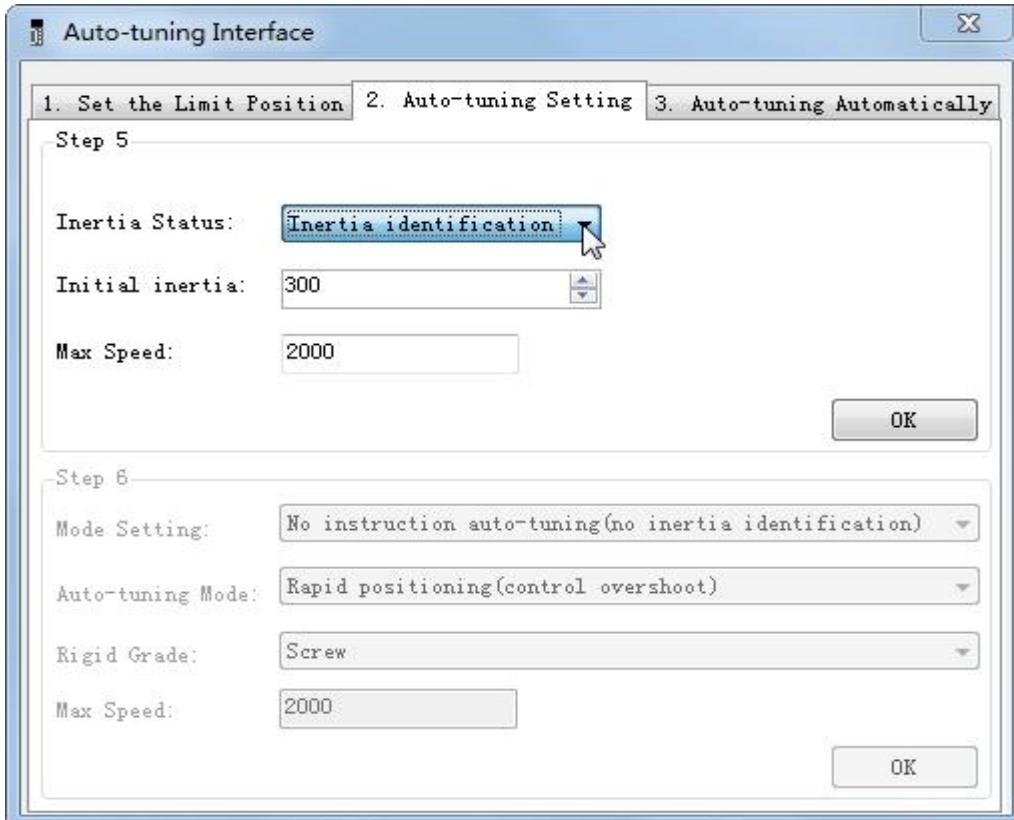 Auto-tuning Interface
1. Set the Limit Position 2. Auto-tuning Setting 3. Auto-tuning Automatically
Step 5
Inertia Status: Inertia identification
Initial inertia: 300
Max Speed: 2000
OK
Step 6
Mode Setting: No instruction auto-tuning(no inertia identification)
Auto-tuning Mode: Rapid positioning(control overshoot)
Rigid Grade: Screw
Max Speed: 2000
OK